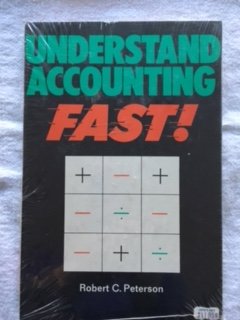 UNDERSTAND
ACCOUNTING
FAST!
+ − +
− ÷ −
− + ÷
Robert C. Peterson